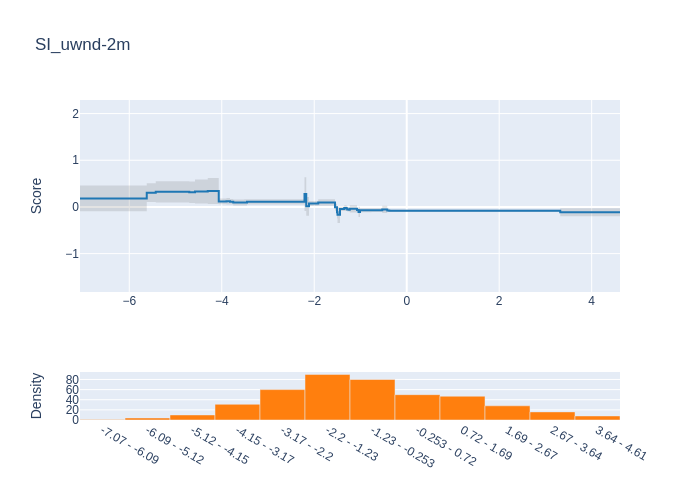 SI_uwnd-2m
2
1
0
−1
Score
−6
−4
−2
0
2
4
80
60
40
20
0
Density
-7.07 - -6.09
-6.09 - -5.12
-5.12 - -4.15
-4.15 - -3.17
-3.17 - -2.2
-2.2 - -1.23
-1.23 - -0.253
-0.253 - 0.72
0.72 - 1.69
1.69 - 2.67
2.67 - 3.64
3.64 - 4.61